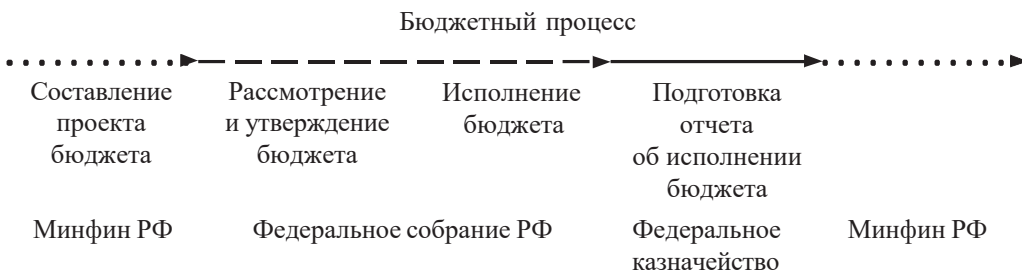 Бюджетный процесс
Составление
проекта
бюджета
Рассмотрение
и утверждение
бюджета
Исполнение
бюджета
Подготовка
отчета
об исполнении
бюджета
Минфин РФ
Федеральное собрание РФ
Федеральное
казначейство
Минфин РФ